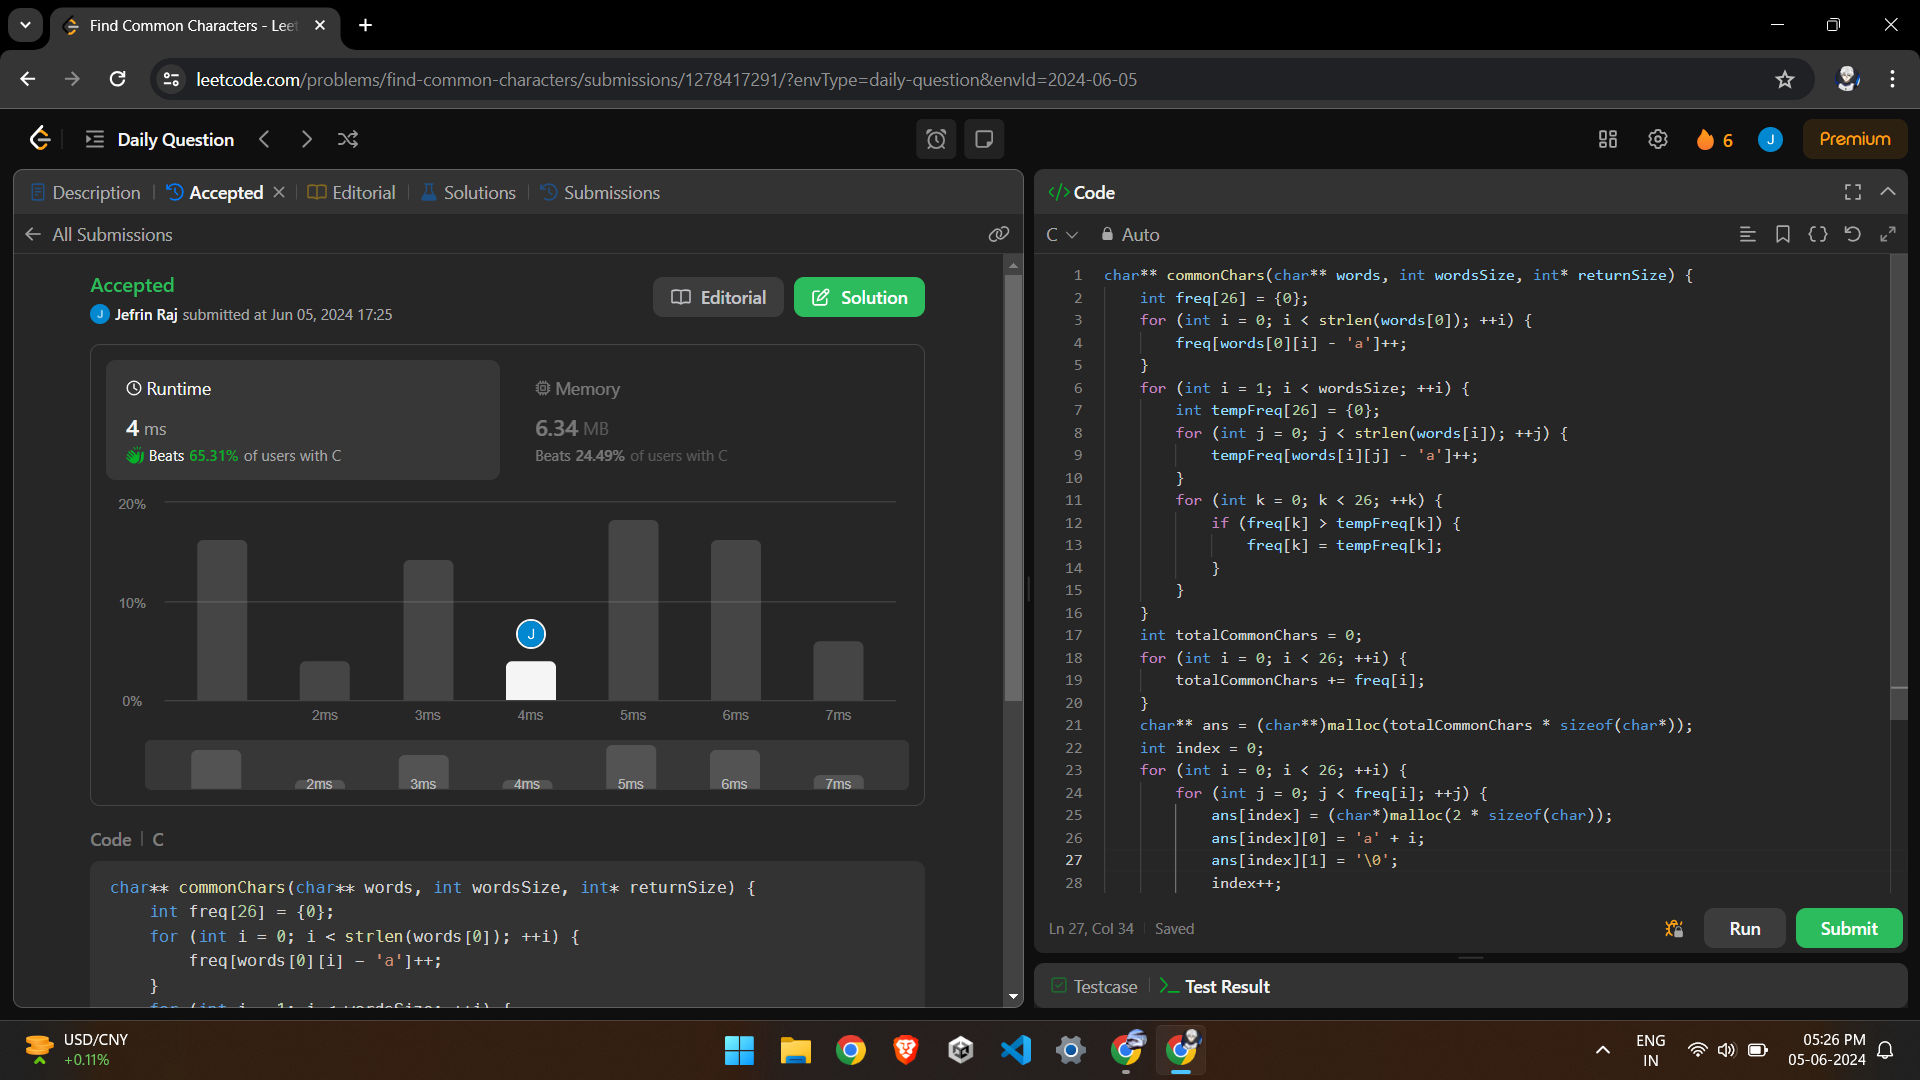 Find Common Characters - Leet
leetcode.com/problems/find-common-characters/submissions/1278417291/?envType=daily-question&envId=2024-06-05
Daily Question
6
J
Premium
Description
Accepted
Editorial
Solutions
Submissions
All Submissions
Accepted
J Jefrin Raj submitted at Jun 05, 2024 17:25
Editorial
Solution
Runtime
4 ms
Beats 65.31% of users with C
Memory
6.34 MB
Beats 24.49% of users with C
20%
10%
0%
J
2ms 3ms 4ms 5ms 6ms 7ms
2ms 3ms 4ms 5ms 6ms 7ms
Code | C
char** commonChars(char** words, int wordsSize, int* returnSize) {
int freq[26] = {0};
for (int i = 0; i < strlen(words[0]); ++i) {
freq[words[0][i] - 'a']++;
}
for (int i = 1; i < wordsSize; ++i) {
</> Code
C
Auto
1 char** commonChars(char** words, int wordsSize, int* returnSize) {
2 int freq[26] = {0};
3 for (int i = 0; i < strlen(words[0]); ++i) {
4 freq[words[0][i] - 'a']++;
5 }
6 for (int i = 1; i < wordsSize; ++i) {
7 int tempFreq[26] = {0};
8 for (int j = 0; j < strlen(words[i]); ++j) {
9 tempFreq[words[i][j] - 'a']++;
10 }
11 for (int k = 0; k < 26; ++k) {
12 if (freq[k] > tempFreq[k]) {
13 freq[k] = tempFreq[k];
14 }
15 }
16 }
17 int totalCommonChars = 0;
18 for (int i = 0; i < 26; ++i) {
19 totalCommonChars += freq[i];
20 }
21 char** ans = (char**)malloc(totalCommonChars * sizeof(char*));
22 int index = 0;
23 for (int i = 0; i < 26; ++i) {
24 for (int j = 0; j < freq[i]; ++j) {
25 ans[index] = (char*)malloc(2 * sizeof(char));
26 ans[index][0] = 'a' + i;
27 ans[index][1] = '\0';
28 index++;
Ln 27, Col 34
Saved
Run
Submit
Testcase
Test Result
USD/CNY
+0.11%
ENG
IN
05:26 PM
05-06-2024